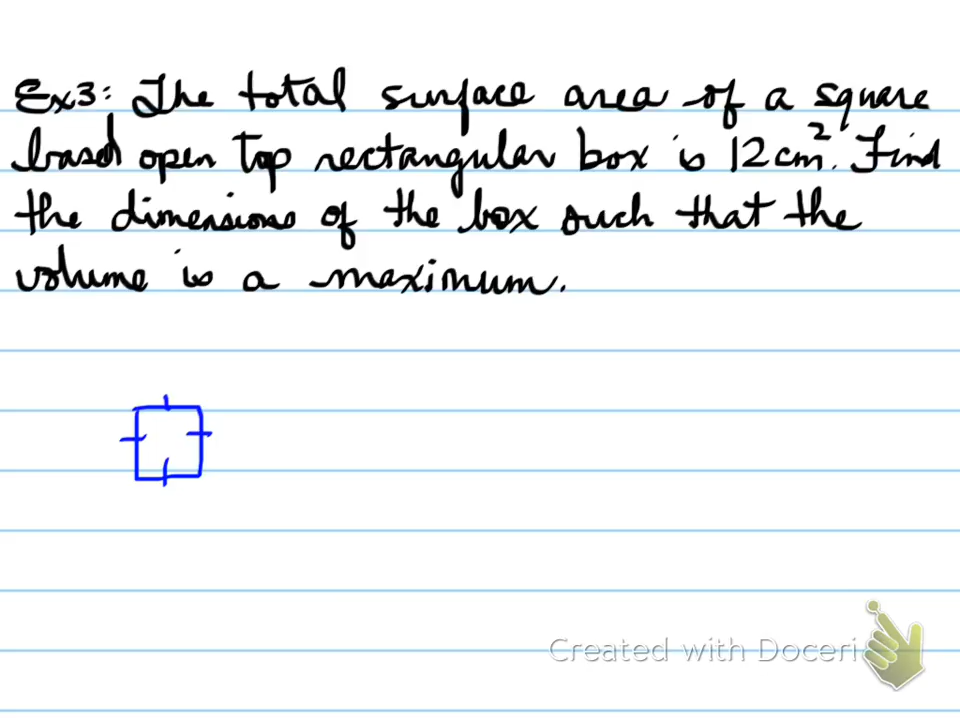 Ex3: The total surface area of a square
based open top rectangular box is 12cm². Find
the dimensions of the box such that the
volume is a maximum.
Created with Doceri